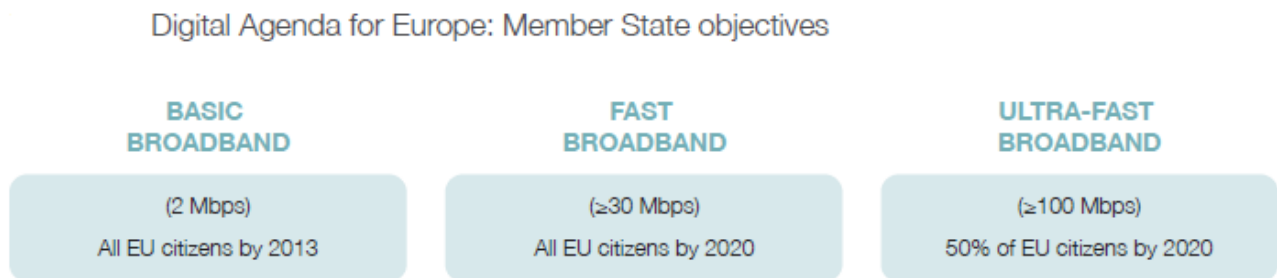 Digital Agenda for Europe: Member State objectives
BASIC
BROADBAND
(2 Mbps)
All EU citizens by 2013
FAST
BROADBAND
(≥30 Mbps)
All EU citizens by 2020
ULTRA-FAST
BROADBAND
(≥100 Mbps)
50% of EU citizens by 2020